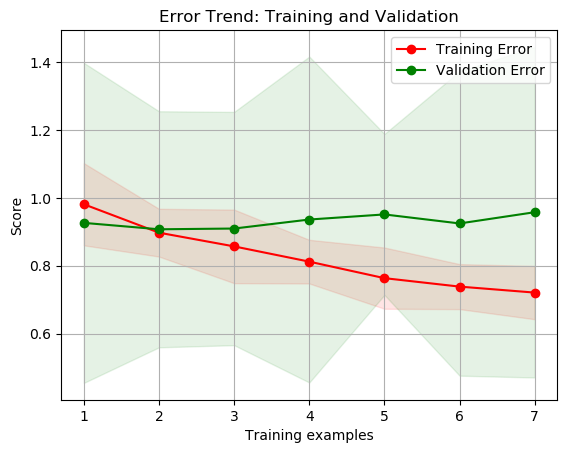 Error Trend: Training and Validation
Training Error
Validation Error
1.4
1.2
1.0
0.8
0.6
Score
1 2 3 4 5 6 7
Training examples